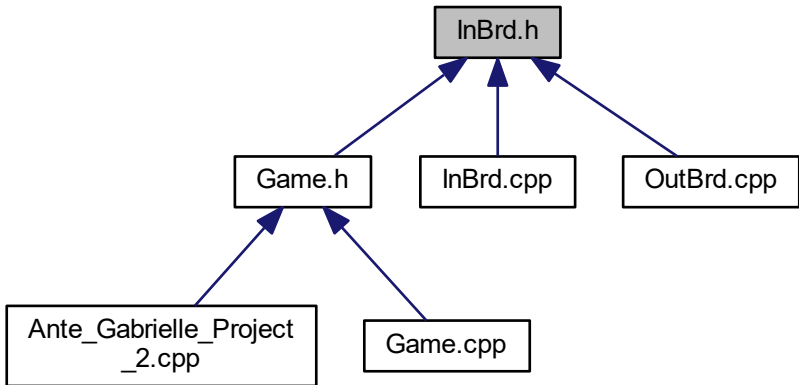 InBrd.h
Game.h
InBrd.cpp
OutBrd.cpp
Ante_Gabrielle_Project
_2.cpp
Game.cpp